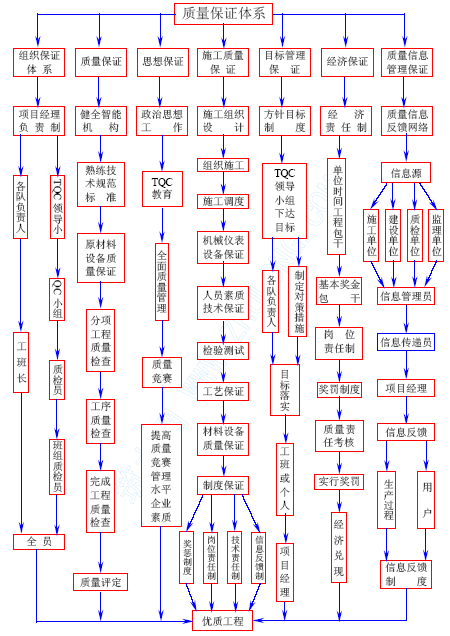 质量保证体系
组织保证
体 系
质量保证
思想保证
施工质量
保 证
目标管理
保 证
经济保证
质量信息
管理保证
项目经理
负 责 制
健全智能
机 构
政治思想
工 作
施工组织
设 计
方针目标
制 度
经 济
责 任 制
质量信息
反馈网络
各队负责人
TQC领导小
QC小组
工班长
质检员
班组质检员
全 员
熟练技
术规范
标 准
原材料
设备质
量保证
分项
工程
质量
检查
工序
质量
检查
完成
工程
质量
检查
质量评定
TQC
教育
全面质量管理
质量
竞赛
提高
质量
竞赛
管理
水平
企业
素质
组织施工
施工调度
机械仪表
设备保证
人员素质
技术保证
检验测试
工艺保证
材料设备
质量保证
制度保证
奖惩制度
岗位责任制
技术责任制
信息反馈制
TQC
领导
小组
下达
目标
各队负责人
制定对策措施
目标落实
工班或个人
项目经理
单位时间工程包干
基本奖金
包 干
岗 位
责任制
奖罚制度
质量责
任考核
实行奖罚
经济兑现
信息源
施工单位
建设单位
质检单位
监理单位
信息管理员
信息传递员
项目经理
信息反馈
生产过程
用户
信息反馈
制 度
优质工程